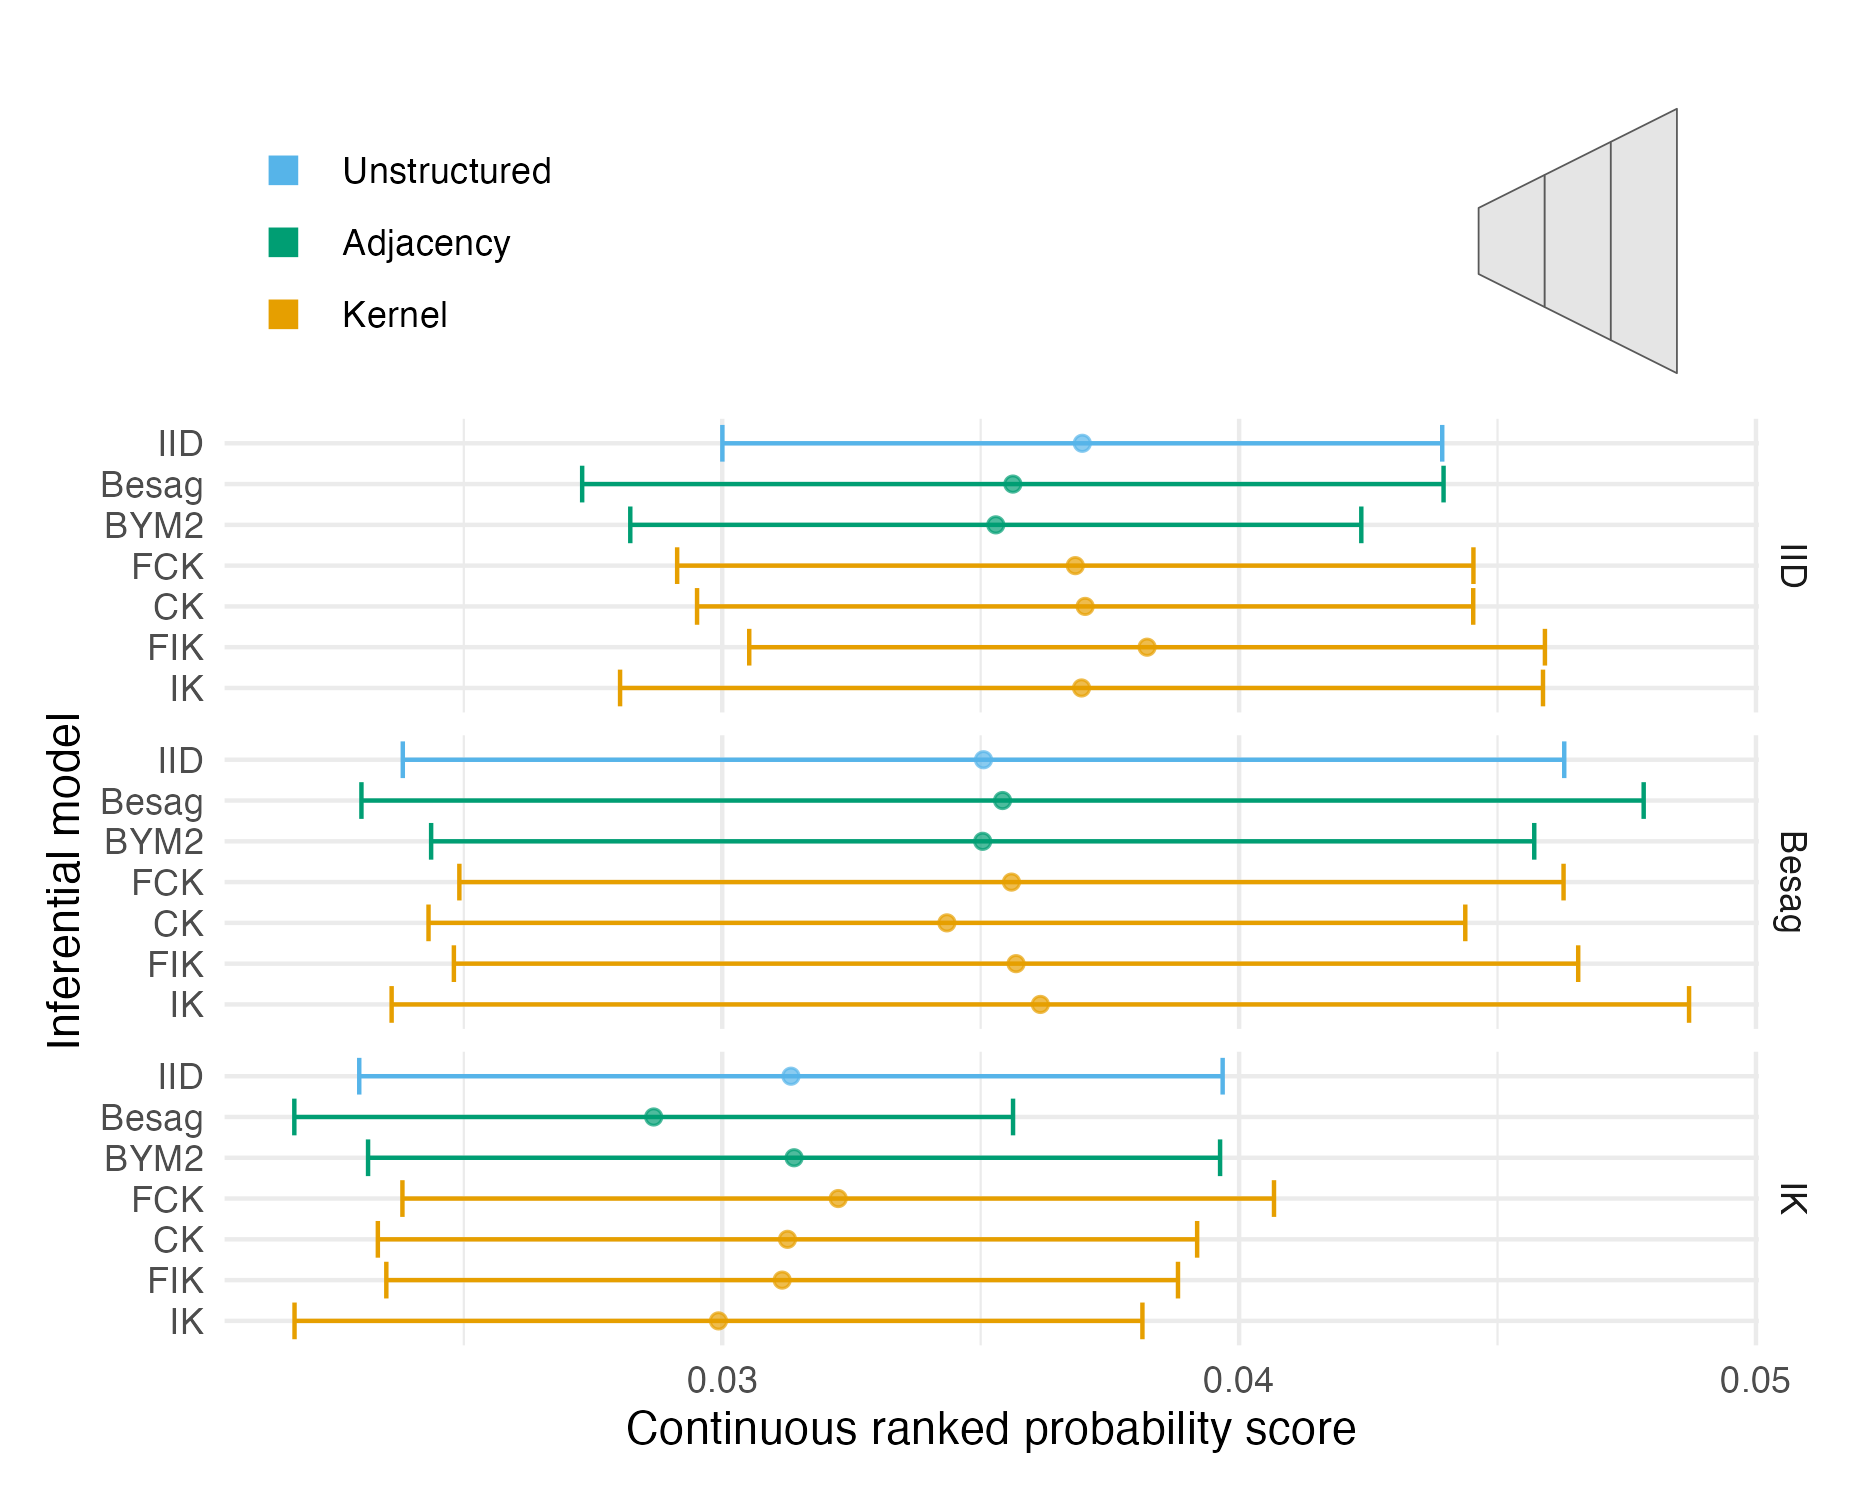 Unstructured
Adjacency
Kernel
IID
Besag
BYM2
FCK
CK
FIK
IK
IID
IID
Besag
BYM2
FCK
CK
FIK
IK
Besag
IID
Besag
BYM2
FCK
CK
FIK
IK
IK
Inferential model
0.03
0.04
0.05
Continuous ranked probability score